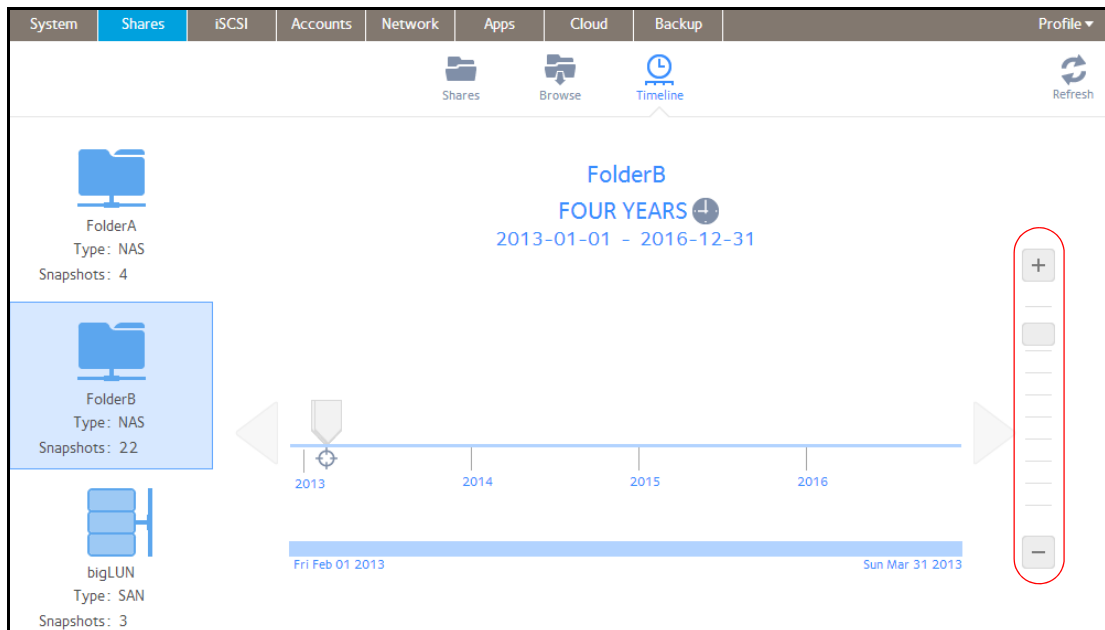 System Shares iSCSI Accounts Network Apps Cloud Backup Profile
Shares Browse Timeline Refresh
FolderA
Type: NAS
Snapshots: 4
FolderB
Type: NAS
Snapshots: 22
bigLUN
Type: SAN
Snapshots: 3
FolderB
FOUR YEARS
2013-01-01 - 2016-12-31
+
2013 2014 2015 2016
Fri Feb 01 2013 Sun Mar 31 2013
−